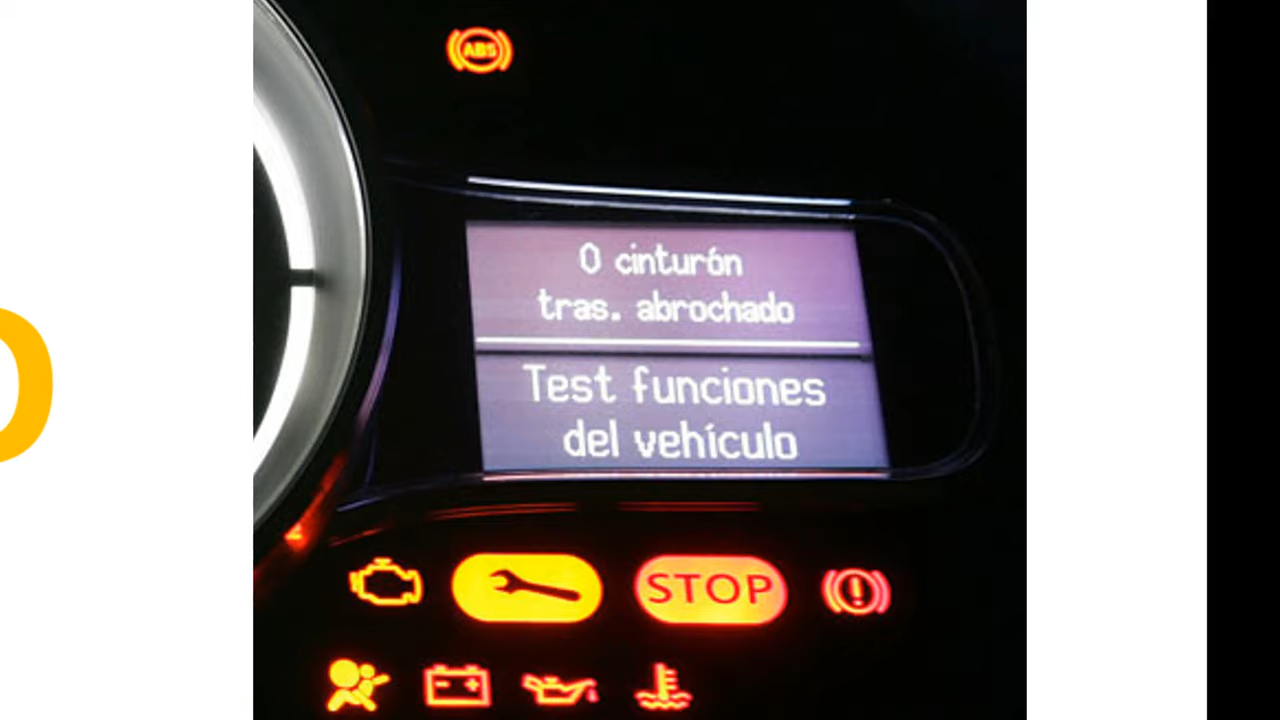 ABS
0 cinturón
tras. abrochado
Test funciones
del vehículo
STOP